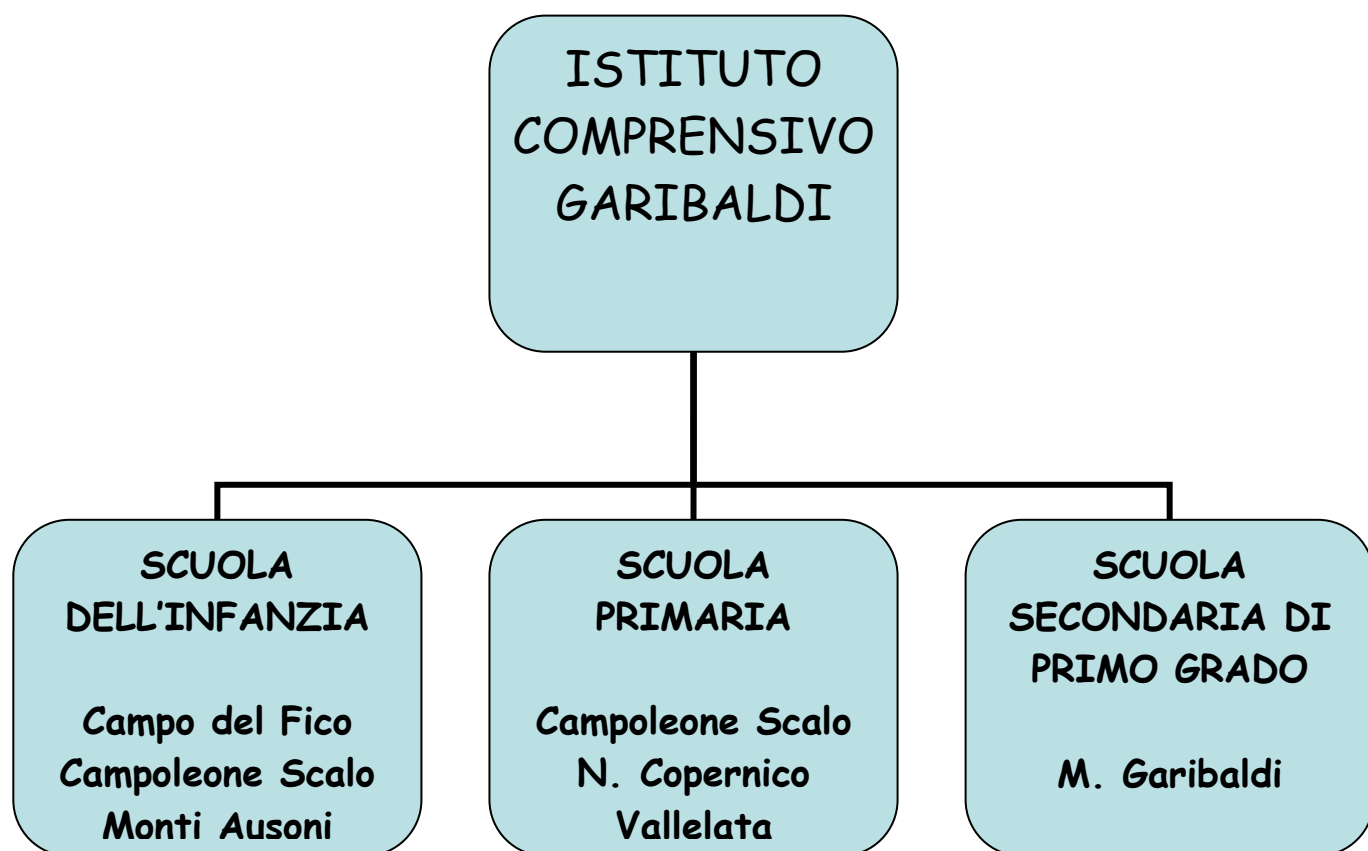 ISTITUTO
COMPRENSIVO
GARIBALDI
SCUOLA
DELL'INFANZIA
Campo del Fico
Campoleone Scalo
Monti Ausoni
SCUOLA
PRIMARIA
Campoleone Scalo
N. Copernico
Vallelata
SCUOLA
SECONDARIA DI
PRIMO GRADO
M. Garibaldi